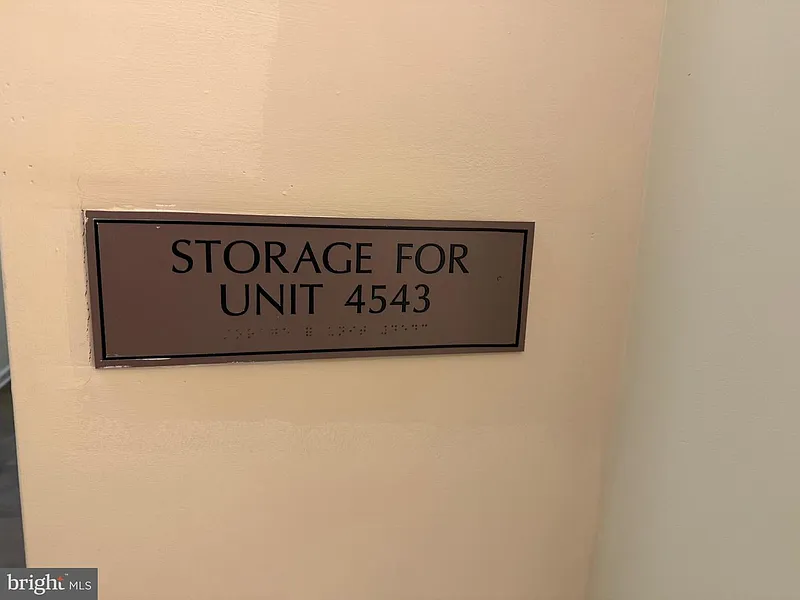 STORAGE FOR
UNIT 4543
bright MLS